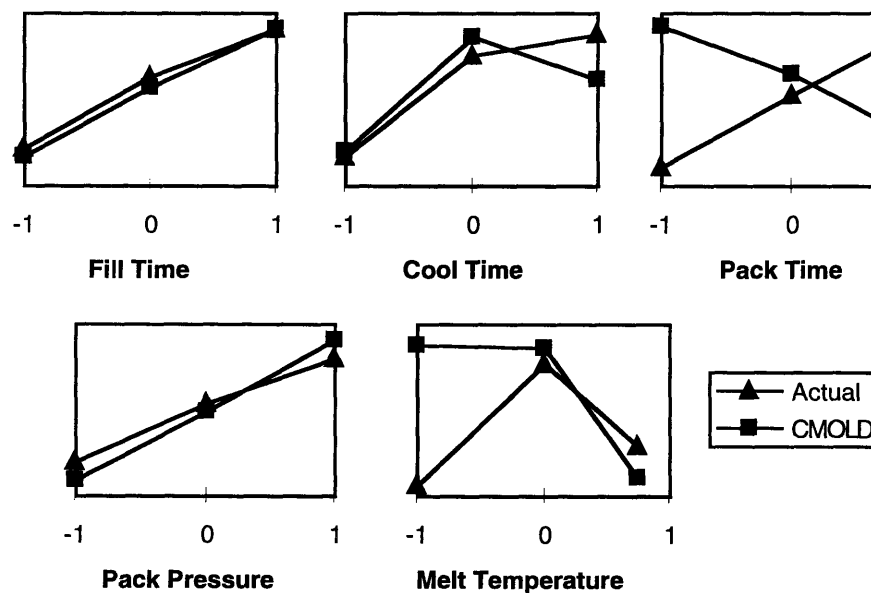 -1 0 1 -1 0 1 -1 0
Fill Time Cool Time Pack Time
Actual
CMOLD
-1 0 1 -1 0 1
Pack Pressure Melt Temperature